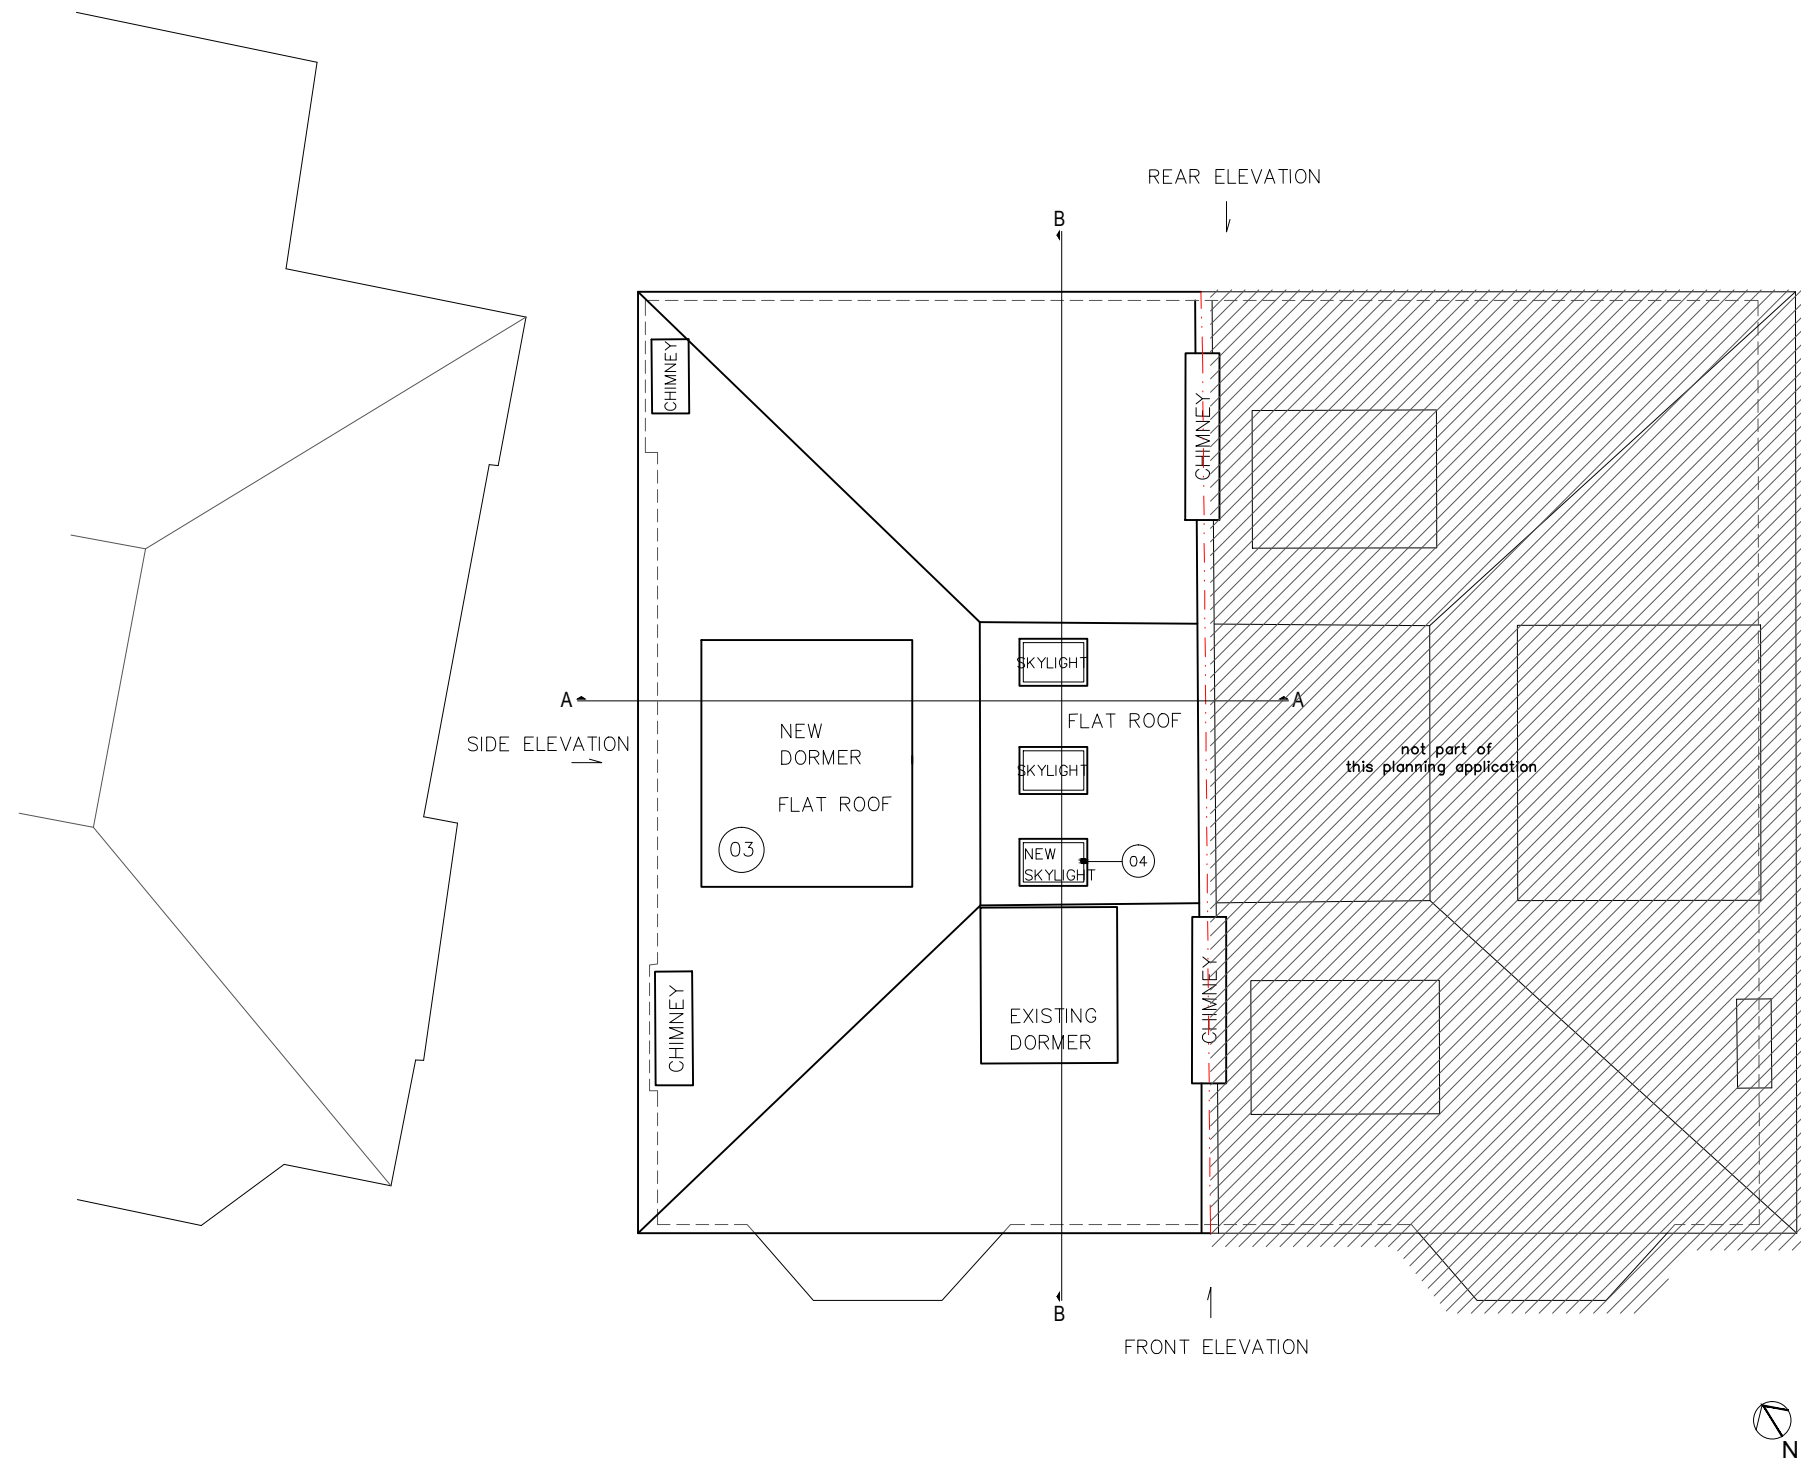 REAR ELEVATION
B
CHIMNEY
CHIMNEY
SKYLIGHT
A
A
FLAT ROOF
SIDE ELEVATION
NEW
DORMER
FLAT ROOF
not part of
this planning application
SKYLIGHT
03
NEW
SKYLIGHT
04
CHIMNEY
CHIMNEY
EXISTING
DORMER
B
FRONT ELEVATION
N